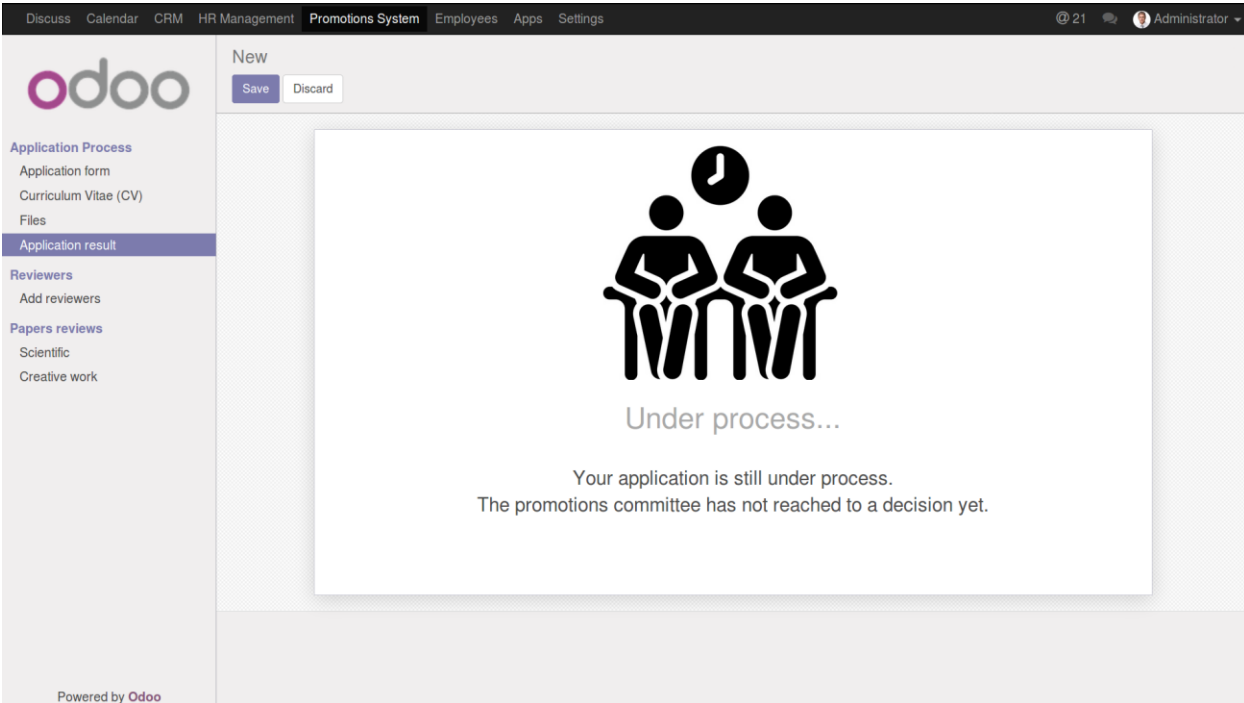 Discuss Calendar CRM HR Management Promotions System Employees Apps Settings @ 21 Administrator
odoo
New
Save Discard
Application Process
Application form
Curriculum Vitae (CV)
Files
Application result
Reviewers
Add reviewers
Papers reviews
Scientific
Creative work
Under process...
Your application is still under process.
The promotions committee has not reached to a decision yet.
Powered by Odoo